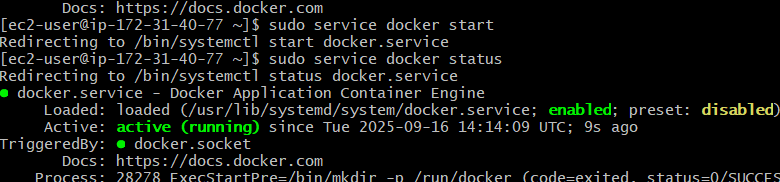 Docs: https://docs.docker.com
[ec2-user@ip-172-31-40-77 ~]$ sudo service docker start
Redirecting to /bin/systemctl start docker.service
[ec2-user@ip-172-31-40-77 ~]$ sudo service docker status
Redirecting to /bin/systemctl status docker.service
● docker.service - Docker Application Container Engine
Loaded: loaded (/usr/lib/systemd/system/docker.service; enabled; preset: disabled)
Active: active (running) since Tue 2025-09-16 14:14:09 UTC; 9s ago
TriggeredBy: ● docker.socket
Docs: https://docs.docker.com
Process: 28278 ExecStartPre=/bin/mkdir -p /run/docker (code=exited, status=0/SUCCES